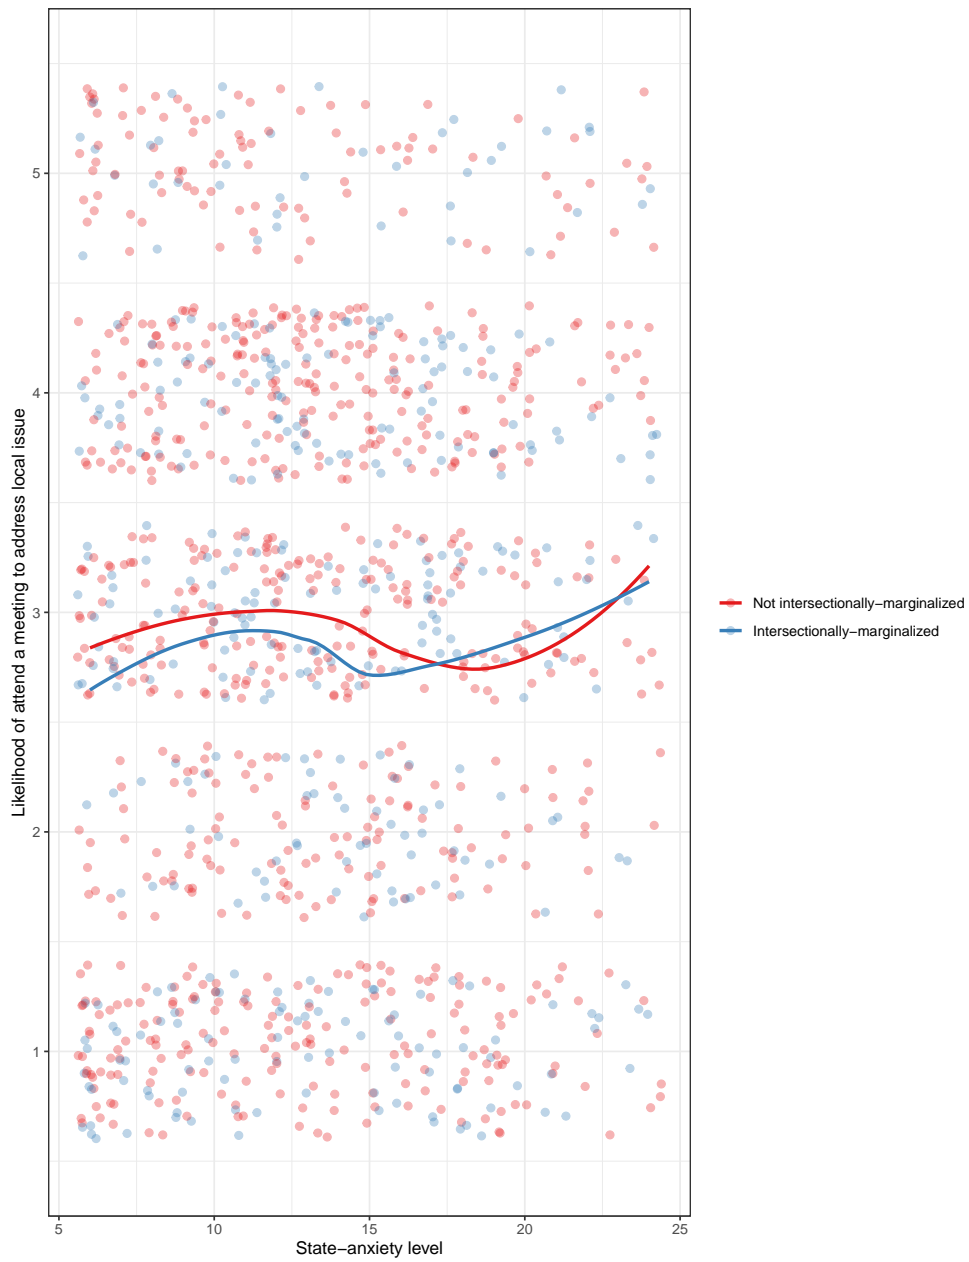 5
4
3
2
1
5
10
15
20
25
State−anxiety level
Likelihood of attend a meeting to address local issue
Not intersectionally−marginalized
Intersectionally−marginalized